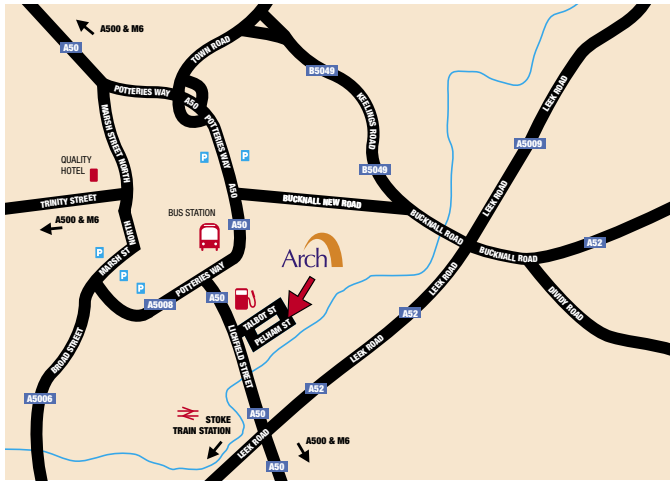 A500 & M6
A50
TOWN ROAD
B5049
POTTERIES WAY
A50
KEELINGS ROAD
LEEK ROAD
MARSH STREET NORTH
POTTERIES WAY
P
P
A5009
QUALITY
HOTEL
B5049
A50
LEEK ROAD
TRINITY STREET
BUCKNALL NEW ROAD
A500 & M6
BUS STATION
A50
BUCKNALL ROAD
A52
NORTH
MARSH ST
P
P
P
Arch
BUCKNALL ROAD
POTTERIES WAY
LEEK ROAD
A5008
A50
TALBOT ST
PELHAM ST
A52
DIVIDY ROAD
BROAD STREET
LICHFIELD STREET
LEEK ROAD
A5006
A52
A50
STOKE
TRAIN STATION
LEEK ROAD
A500 & M6
A50